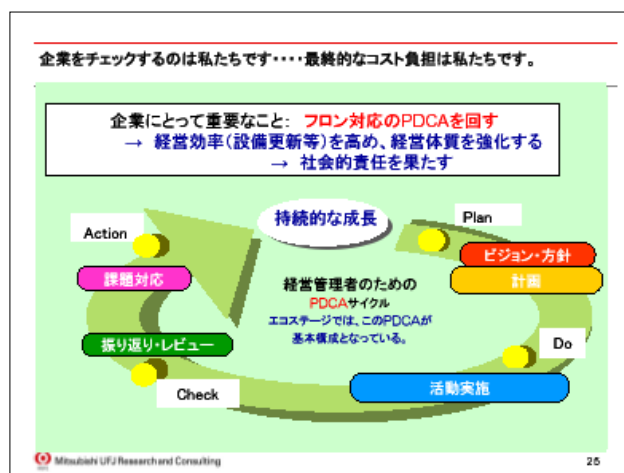 企業をチェックするのは私たちです・・・・最終的なコスト負担は私たちです。
企業にとって重要なこと: フロン対応のPDCAを回す
→ 経営効率(設備更新等)を高め、経営体質を強化する
→ 社会的責任を果たす
持続的な成長
Plan
Action
ビジョン・方針
課題対応
計画
経営管理者のための
PDCAサイクル
エコステージでは、このPDCAが
基本構成となっている。
振り返り・レビュー
Do
Check
活動実施
Mitsubishi UFJ Research and Consulting
25